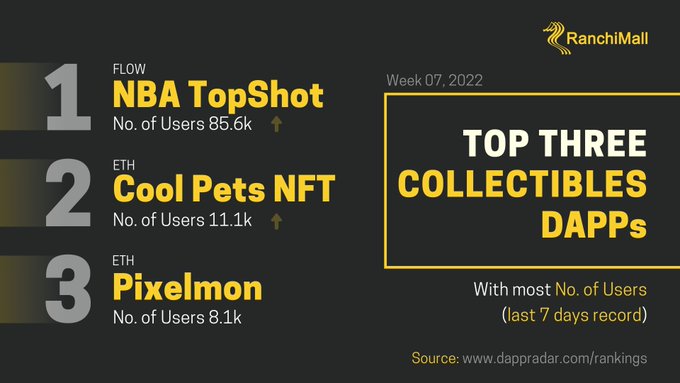 RanchiMall
Week 07, 2022
TOP THREE
COLLECTIBLES
DAPPs
With most No. of Users
(last 7 days record)
1
FLOW
NBA TopShot
No. of Users 85.6k
2
ETH
Cool Pets NFT
No. of Users 11.1k
3
ETH
Pixelmon
No. of Users 8.1k
Source: www.dappradar.com/rankings